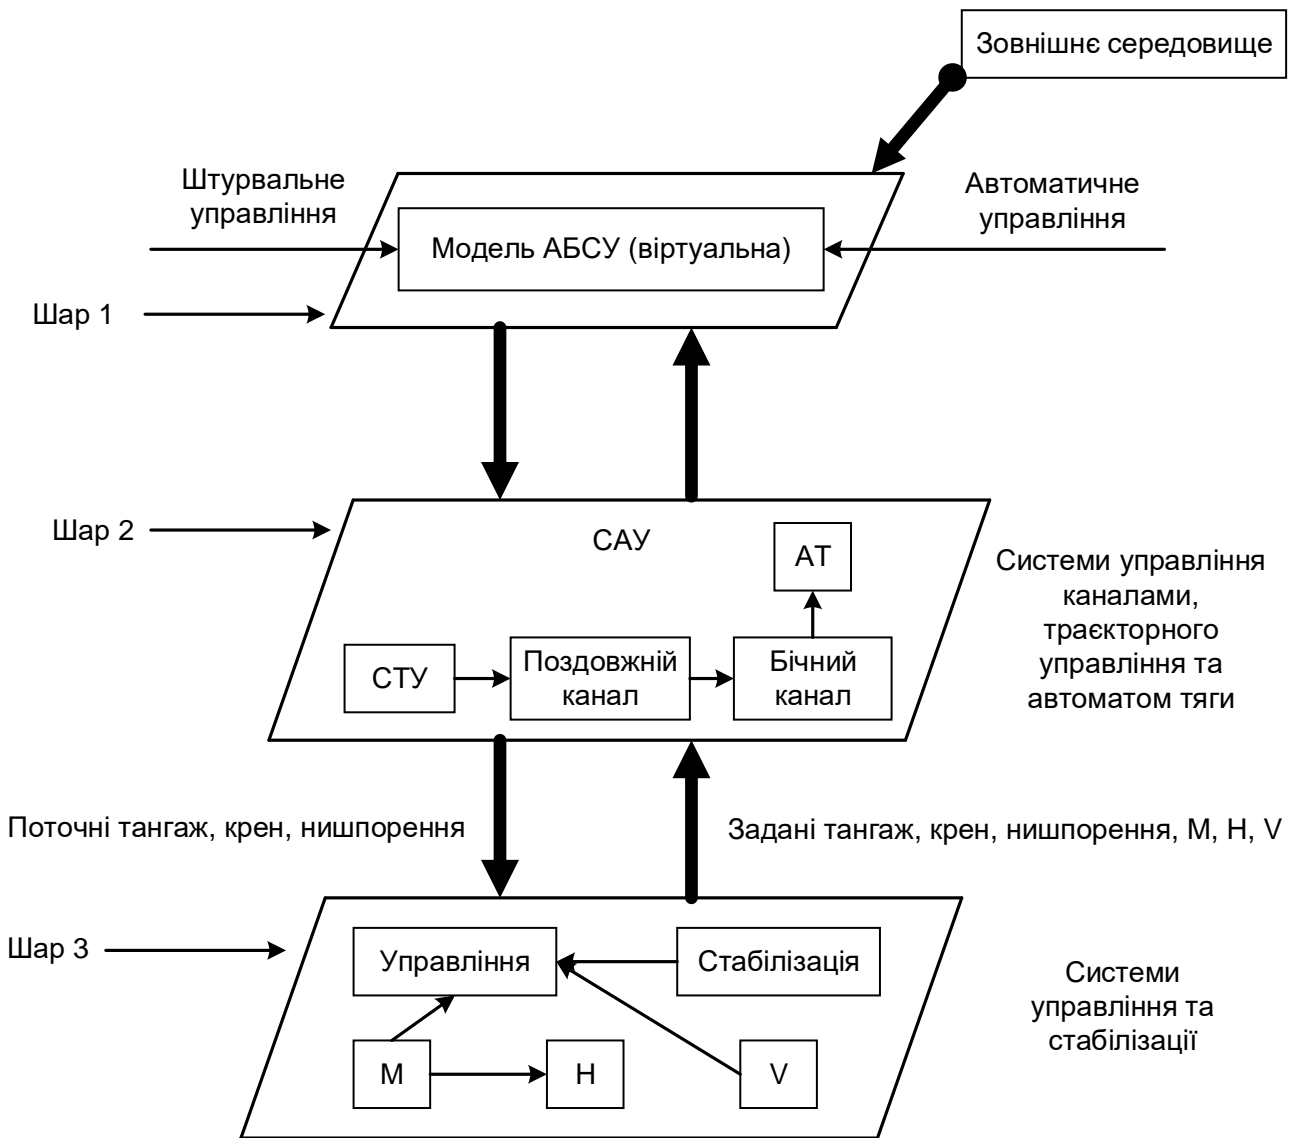 Зовнішнє середовище
Штурвальне
управління
Автоматичне
управління
Модель АБСУ (віртуальна)
Шар 1
Шар 2
САУ
АТ
Системи управління
каналами,
траєкторного
управління та
автоматом тяги
СТУ
Поздовжній
канал
Бічний
канал
Поточні тангаж, крен, нишпорення
Задані тангаж, крен, нишпорення, М, Н, V
Шар 3
Управління
Стабілізація
Системи
управління та
стабілізації
М
Н
V